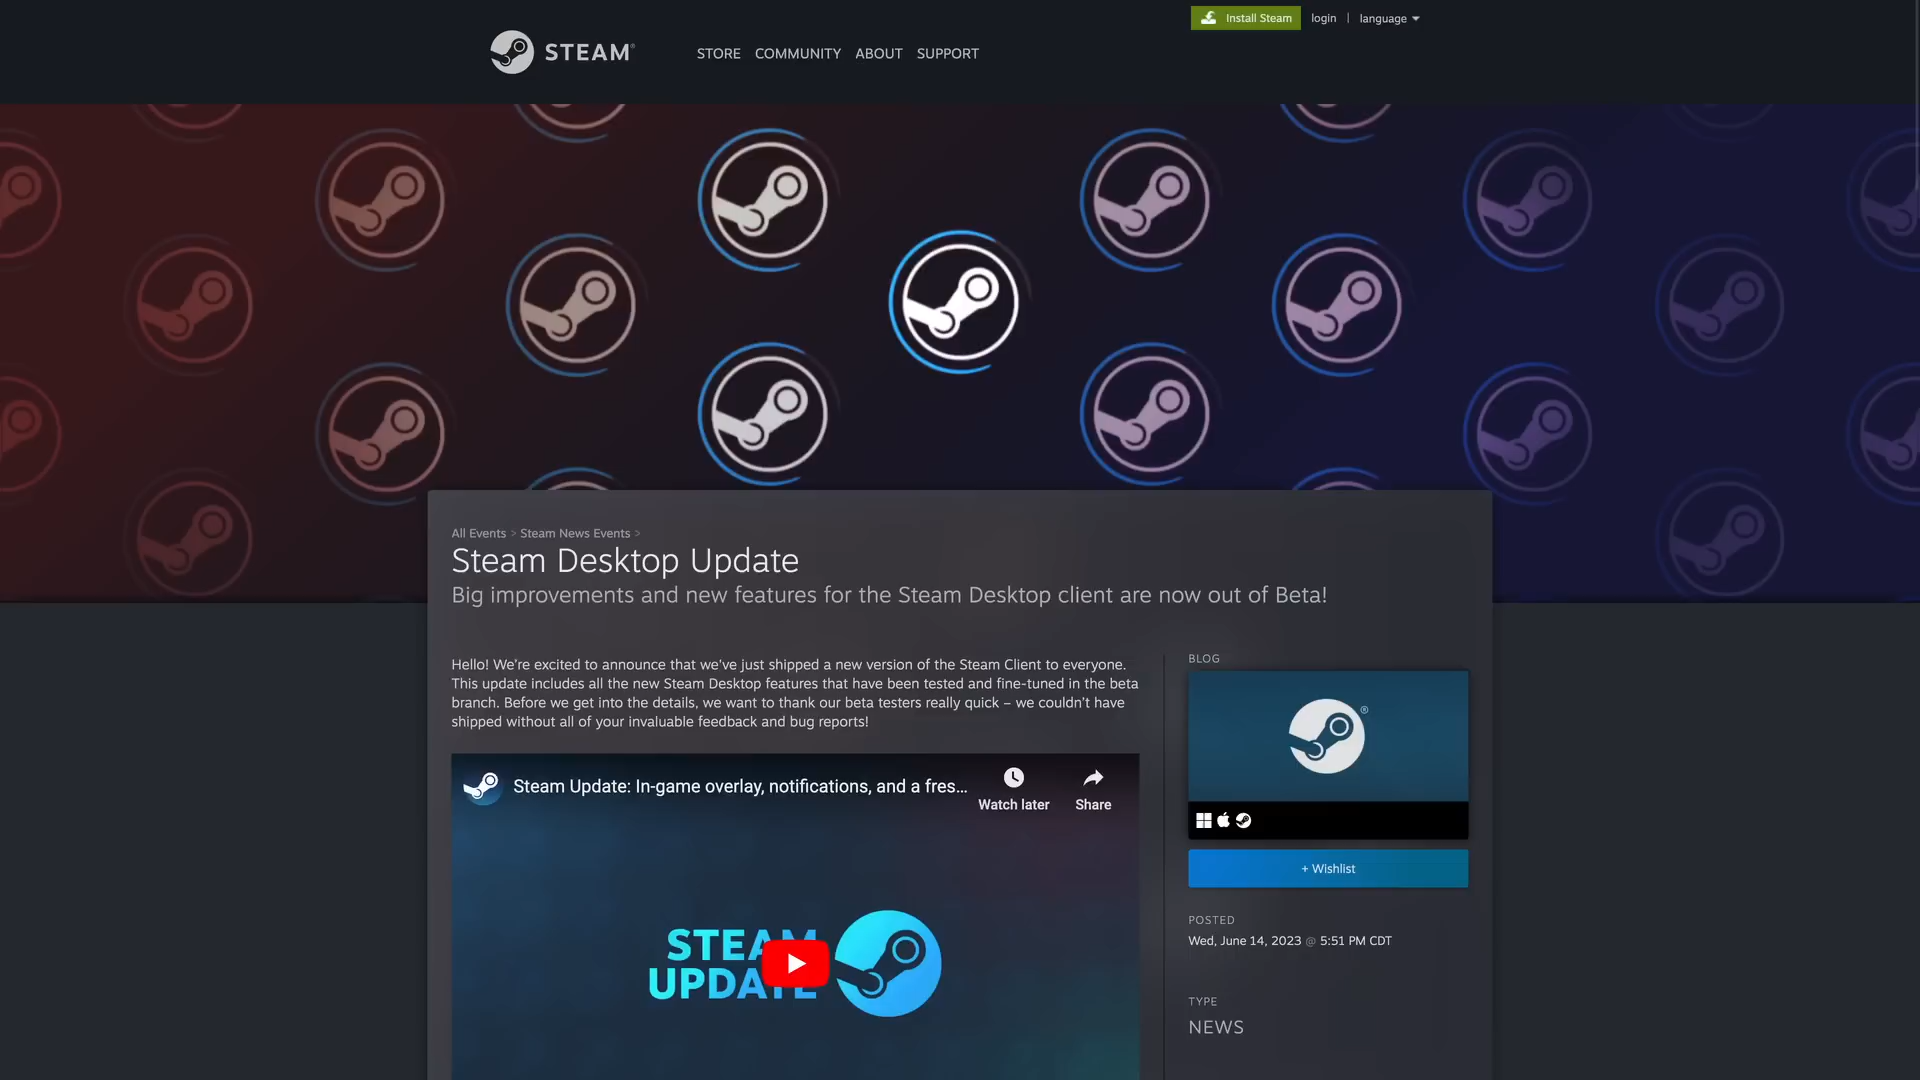 Install Steam login | language
STEAM®
STORE COMMUNITY ABOUT SUPPORT
All Events > Steam News Events >
Steam Desktop Update
Big improvements and new features for the Steam Desktop client are now out of Beta!
Hello! We're excited to announce that we've just shipped a new version of the Steam Client to everyone.
This update includes all the new Steam Desktop features that have been tested and fine-tuned in the beta
branch. Before we get into the details, we want to thank our beta testers really quick – we couldn't have
shipped without all of your invaluable feedback and bug reports!
Steam Update: In-game overlay, notifications, and a fres...
Watch later
Share
STEAM
UPDATE
BLOG
®
+ Wishlist
POSTED
Wed, June 14, 2023 @ 5:51 PM CDT
TYPE
NEWS